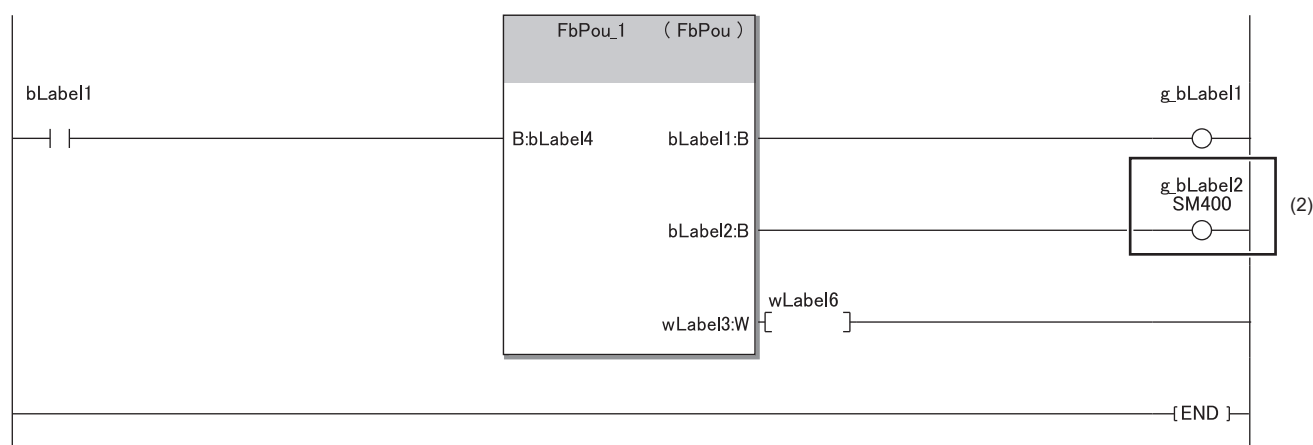 FbPou_1 ( FbPou )
bLabel1
g_bLabel1
B:bLabel4 bLabel1:B
g_bLabel2
SM400
(2)
bLabel2:B
wLabel6
wLabel3:W
END